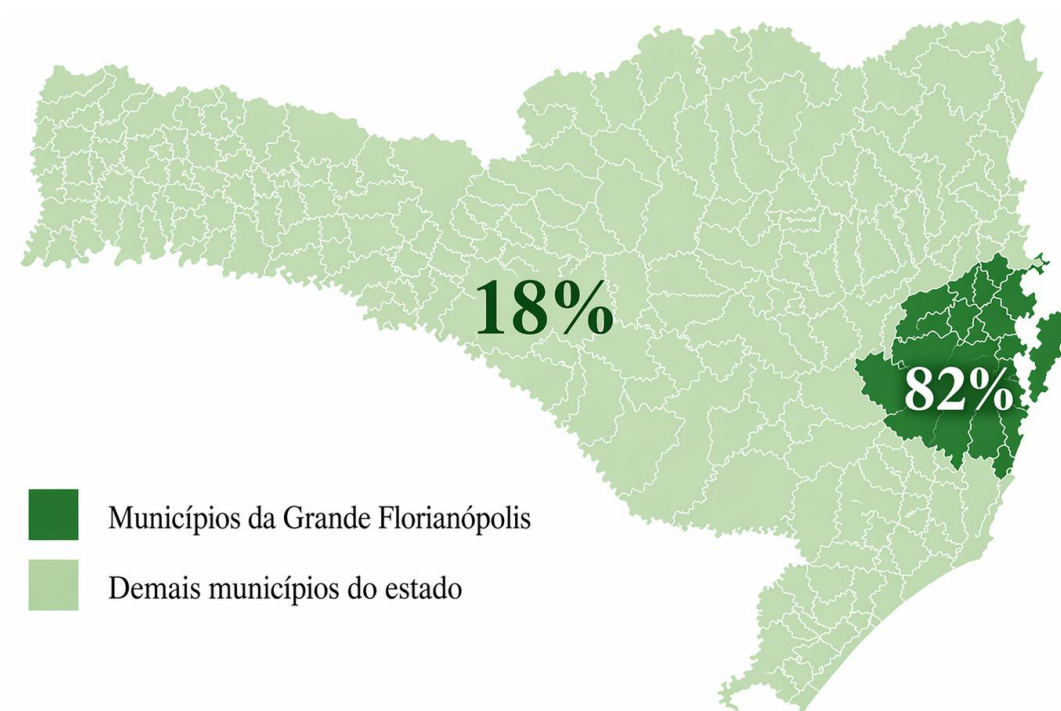 18%
82%
Municípios da Grande Florianópolis
Demais municípios do estado